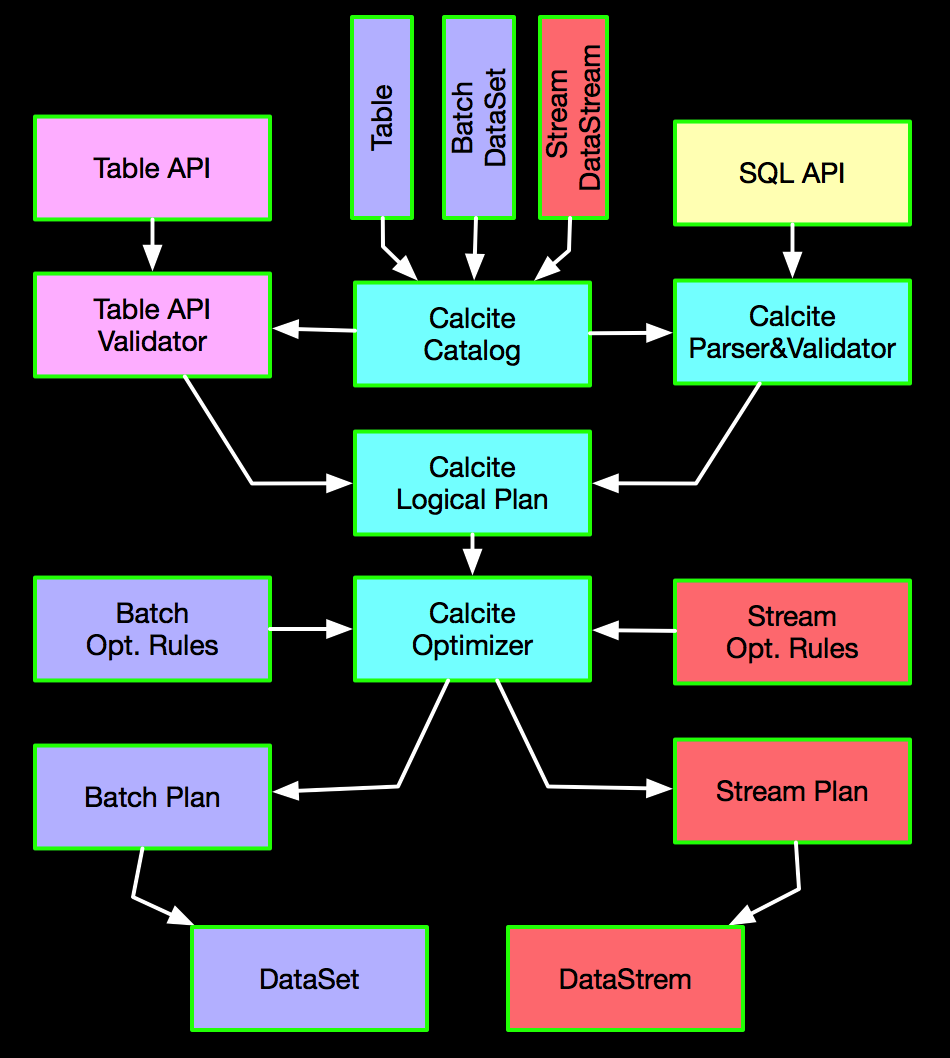 Table
Batch
DataSet
Stream
DataStream
Table API
SQL API
Table API
Validator
Calcite
Catalog
Calcite
Parser&Validator
Calcite
Logical Plan
Batch
Opt. Rules
Calcite
Optimizer
Stream
Opt. Rules
Batch Plan
Stream Plan
DataSet
DataStrem